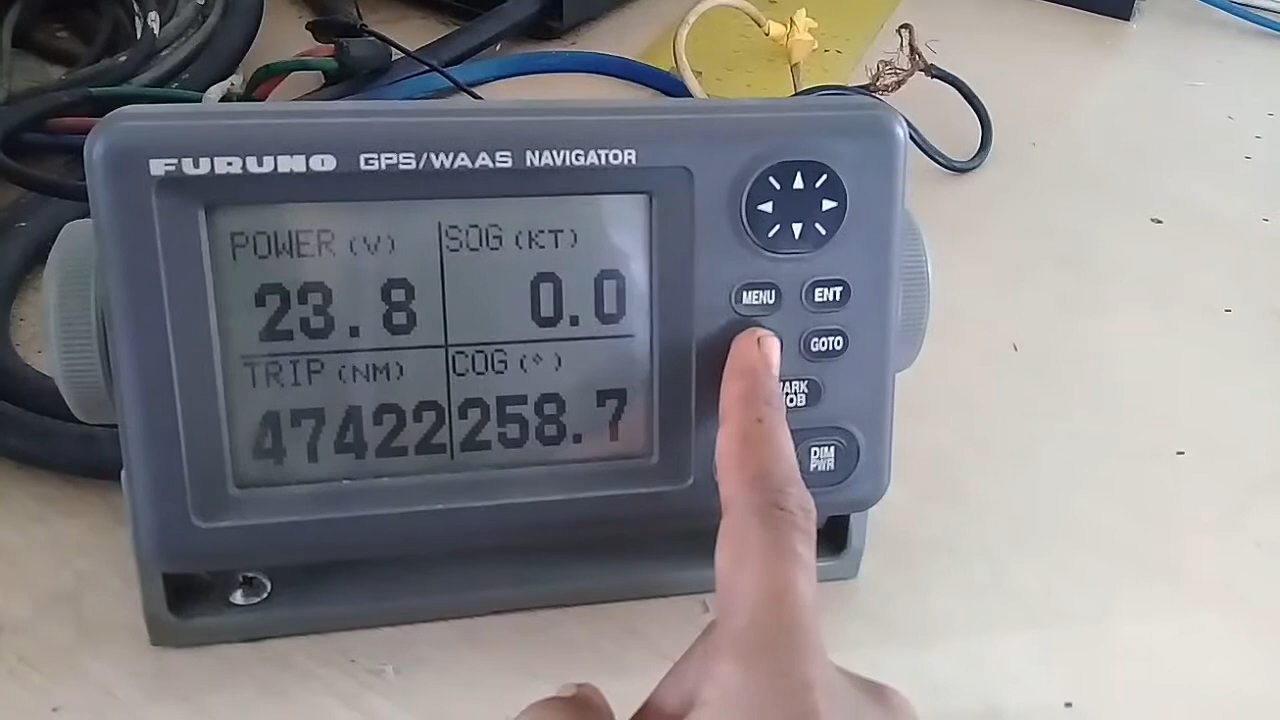 FURUNO GPS/WAAS NAVIGATOR
POWER (V) SOG (KT)
23.8 0.0
TRIP (NM) COG (°)
47422 258.7
MENU ENT
GOTO
DIM
PWR